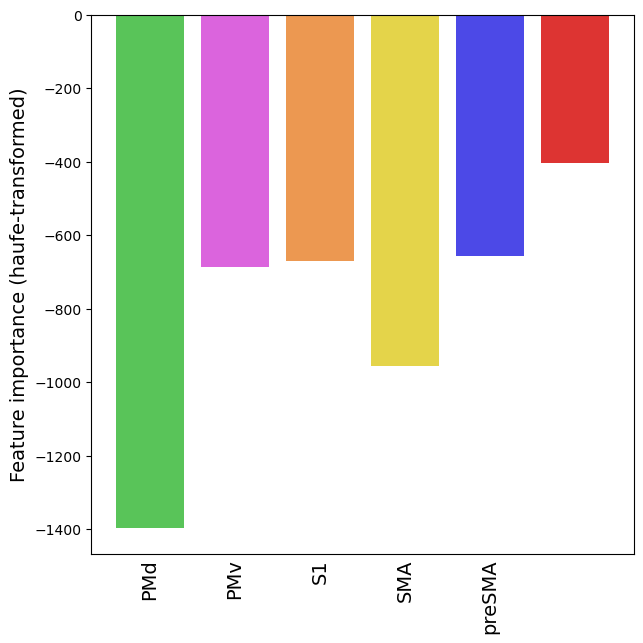 0
−200
−400
−600
−800
−1000
−1200
−1400
Feature importance (haufe-transformed)
PMd
PMv
S1
SMA
preSMA